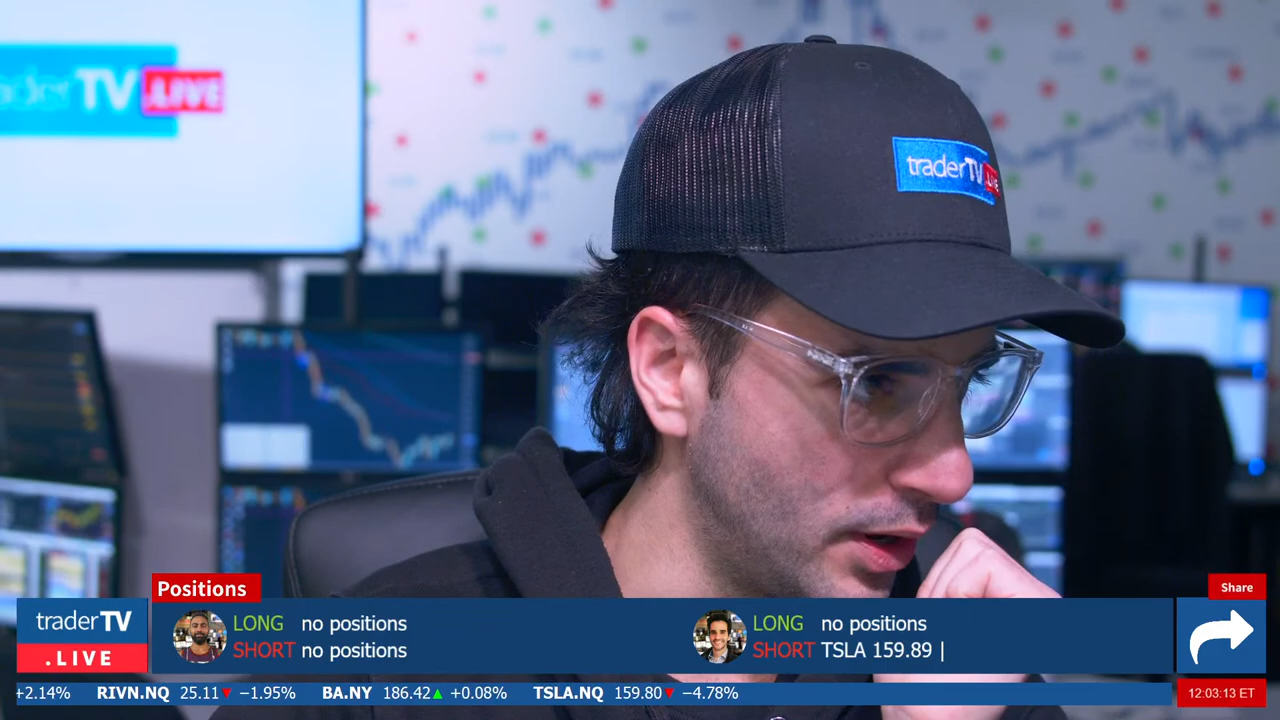 traderTV
.LIVE
traderTV.LIVE
Positions
Share
traderTV
.LIVE
LONG no positions
SHORT no positions
LONG no positions
SHORT TSLA 159.89 |
+2.14% RIVN.NQ 25.11▼ −1.95% BA.NY 186.42▲ +0.08% TSLA.NQ 159.80▼ −4.78%
12:03:13 ET